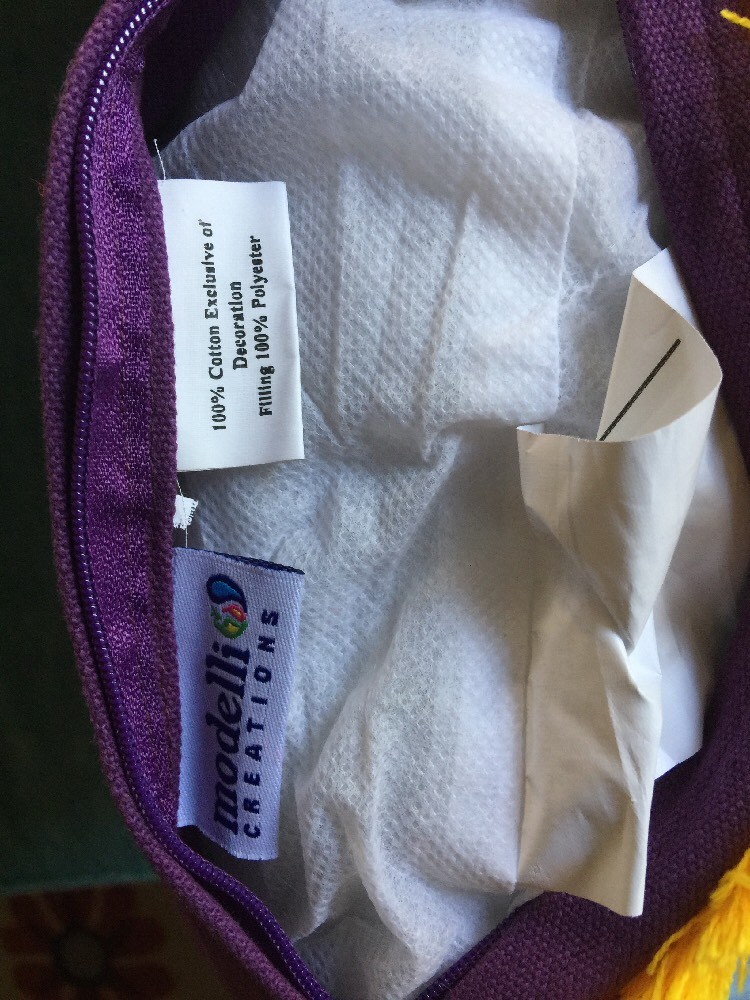 100% Cotton Exclusive of
Decoration
Filling 100% Polyester
modelli
CREATIONS